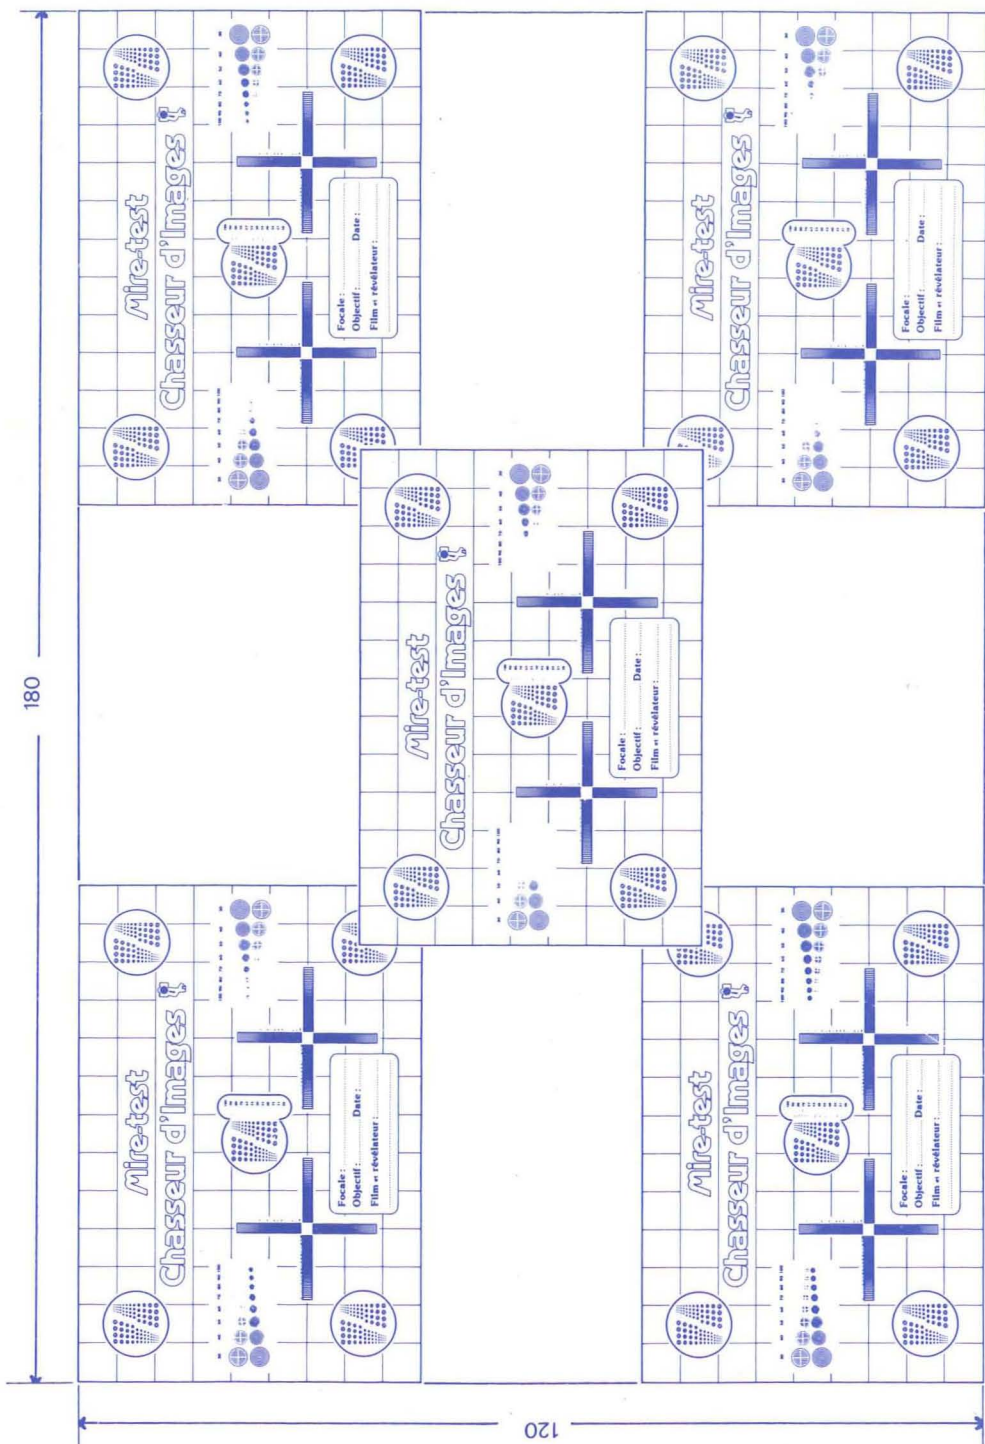 180
120
Mire-test
Chasseur d'Images
Focale :
Objectif : Date :
Film et révélateur :
Mire-test
Chasseur d'Images
Focale :
Objectif : Date :
Film et révélateur :
Mire-test
Chasseur d'Images
Focale :
Objectif : Date :
Film et révélateur :
Mire-test
Chasseur d'Images
Focale :
Objectif : Date :
Film et révélateur :
Mire-test
Chasseur d'Images
Focale :
Objectif : Date :
Film et révélateur :